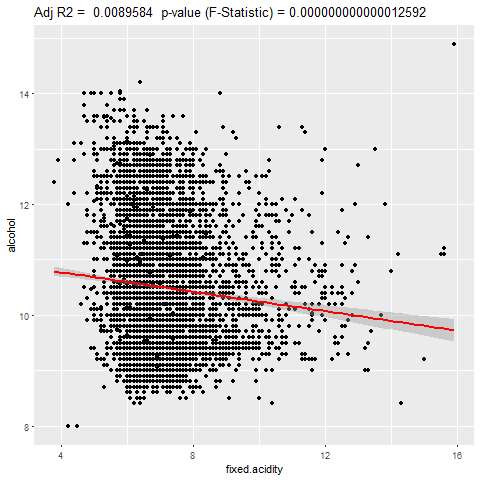 Adj R2 =  0.0089584  p-value (F-Statistic) = 0.000000000000012592
alcohol
14
12
10
8
4
8
12
16
fixed.acidity